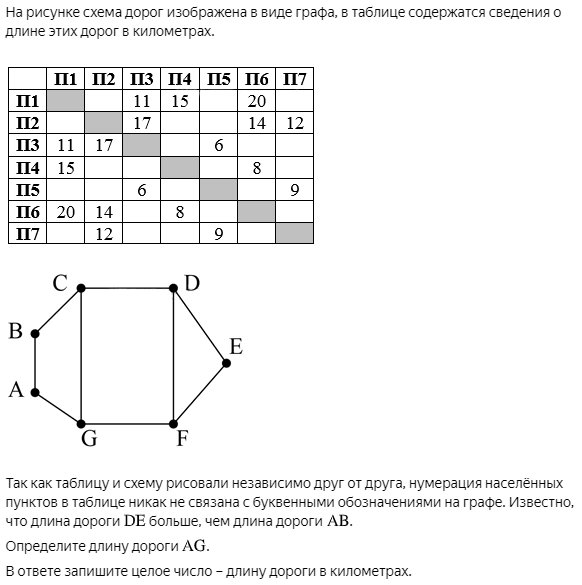 На рисунке схема дорог изображена в виде графа, в таблице содержатся сведения о
длине этих дорог в километрах.
П1 П2 П3 П4 П5 П6 П7
П1 11 15 20
П2 17 14 12
П3 11 17 6
П4 15 8
П5 6 9
П6 20 14 8
П7 12 9
C D
B E
A
G F
Так как таблицу и схему рисовали независимо друг от друга, нумерация населённых
пунктов в таблице никак не связана с буквенными обозначениями на графе. Известно,
что длина дороги DE больше, чем длина дороги AB.
Определите длину дороги AG.
В ответе запишите целое число – длину дороги в километрах.